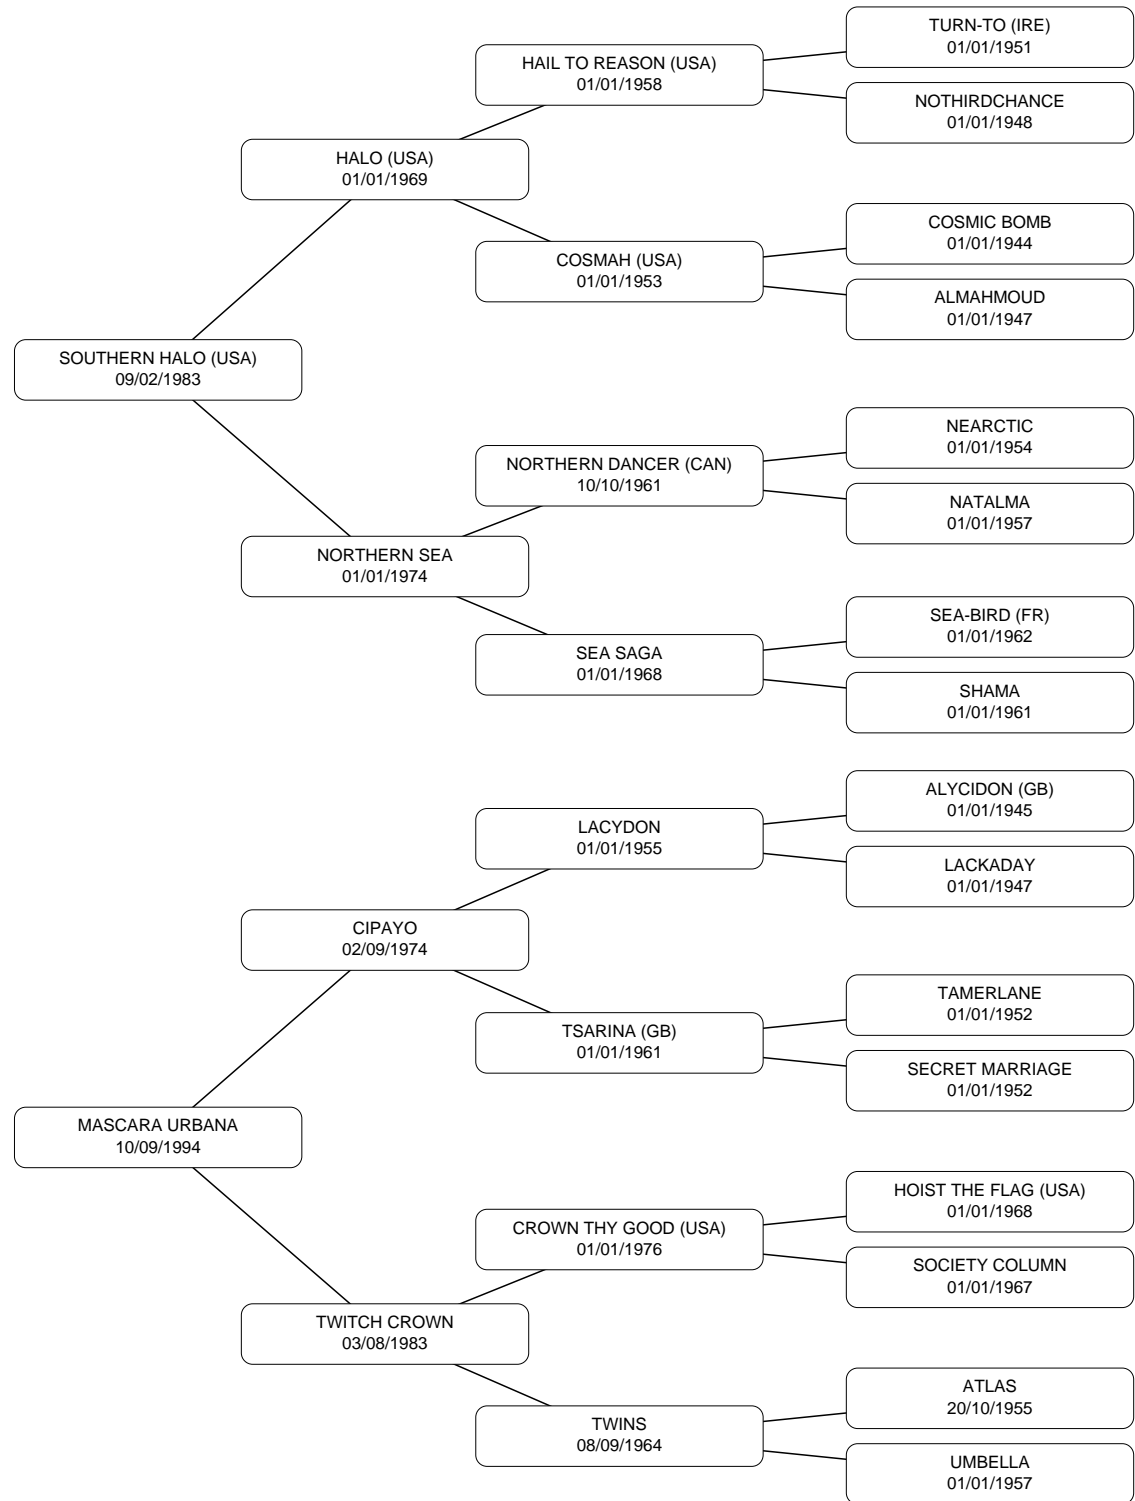 TURN-TO (IRE)
01/01/1951
HAIL TO REASON (USA)
01/01/1958
NOTHIRDCHANCE
01/01/1948
HALO (USA)
01/01/1969
COSMIC BOMB
01/01/1944
COSMAH (USA)
01/01/1953
ALMAHMOUD
01/01/1947
SOUTHERN HALO (USA)
09/02/1983
NEARCTIC
01/01/1954
NORTHERN DANCER (CAN)
10/10/1961
NATALMA
01/01/1957
NORTHERN SEA
01/01/1974
SEA-BIRD (FR)
01/01/1962
SEA SAGA
01/01/1968
SHAMA
01/01/1961
ALYCIDON (GB)
01/01/1945
LACYDON
01/01/1955
LACKADAY
01/01/1947
CIPAYO
02/09/1974
TAMERLANE
01/01/1952
TSARINA (GB)
01/01/1961
SECRET MARRIAGE
01/01/1952
MASCARA URBANA
10/09/1994
HOIST THE FLAG (USA)
01/01/1968
CROWN THY GOOD (USA)
01/01/1976
SOCIETY COLUMN
01/01/1967
TWITCH CROWN
03/08/1983
ATLAS
20/10/1955
TWINS
08/09/1964
UMBELLA
01/01/1957